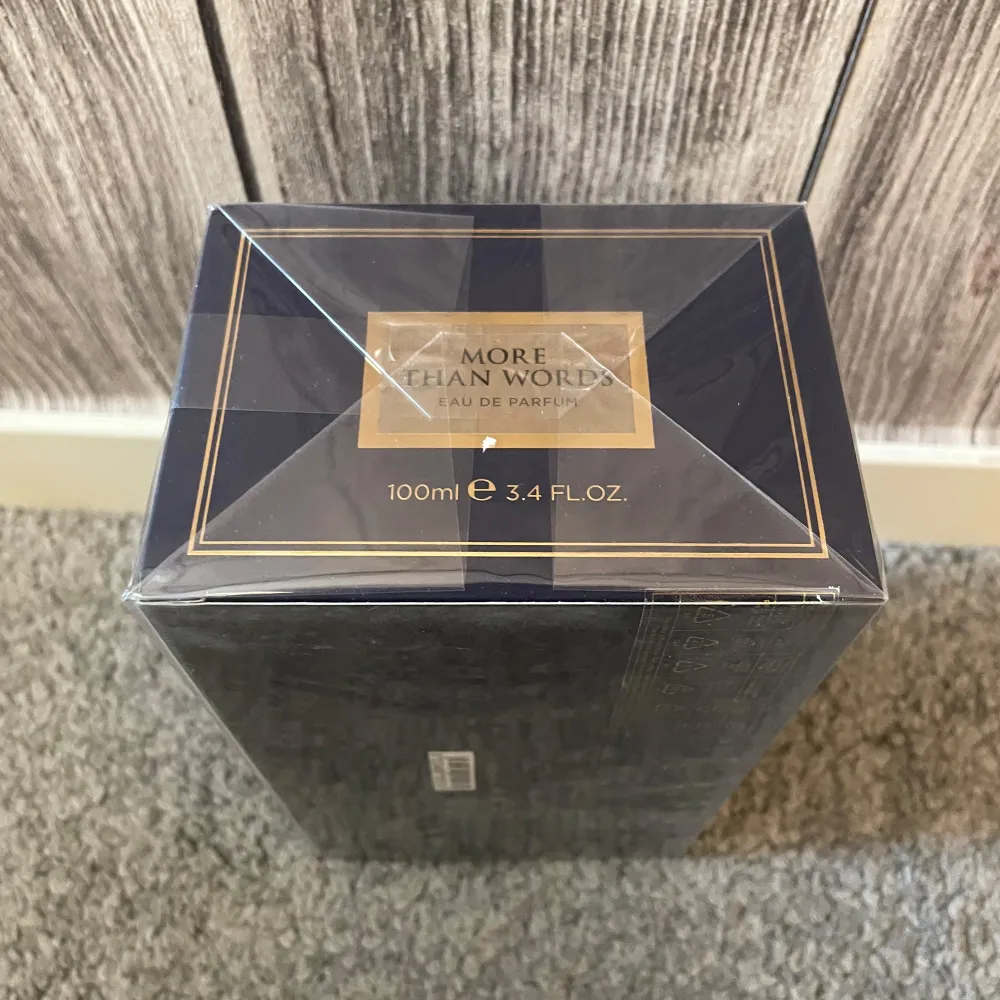 MORE
THAN WORDS
EAU DE PARFUM
100ml ℮ 3.4 FL.OZ.